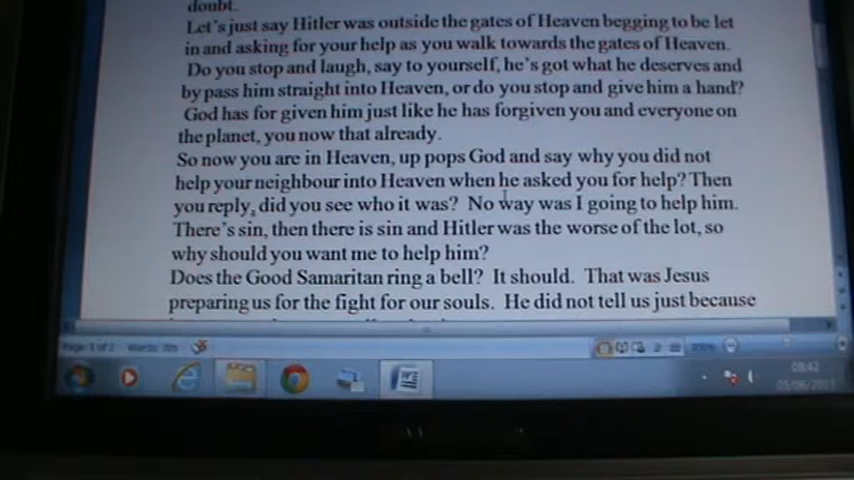 doubt.
Let's just say Hitler was outside the gates of Heaven begging to be let
in and asking for your help as you walk towards the gates of Heaven.
Do you stop and laugh, say to yourself, he's got what he deserves and
by pass him straight into Heaven, or do you stop and give him a hand?
God has for given him just like he has forgiven you and everyone on
the planet, you now that already.
So now you are in Heaven, up pops God and say why you did not
help your neighbour into Heaven when he asked you for help? Then
you reply, did you see who it was?  No way was I going to help him.
There's sin, then there is sin and Hitler was the worse of the lot, so
why should you want me to help him?
Does the Good Samaritan ring a bell?  It should.  That was Jesus
preparing us for the fight for our souls.  He did not tell us just because
Page: 1 of 2 Words:
100%
08:42